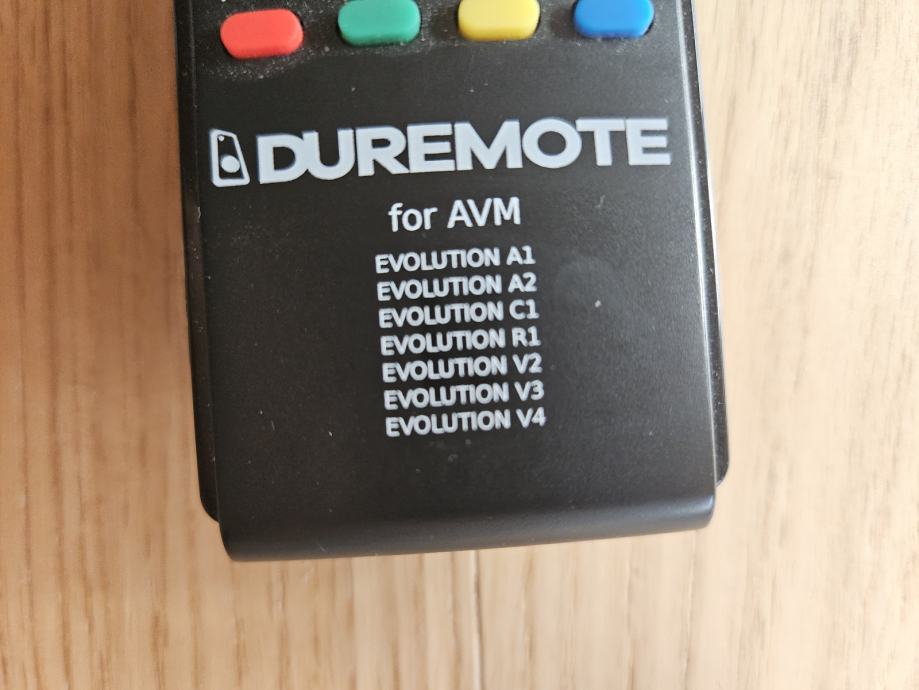 DUREMOTE
for AVM
EVOLUTION A1
EVOLUTION A2
EVOLUTION C1
EVOLUTION R1
EVOLUTION V2
EVOLUTION V3
EVOLUTION V4